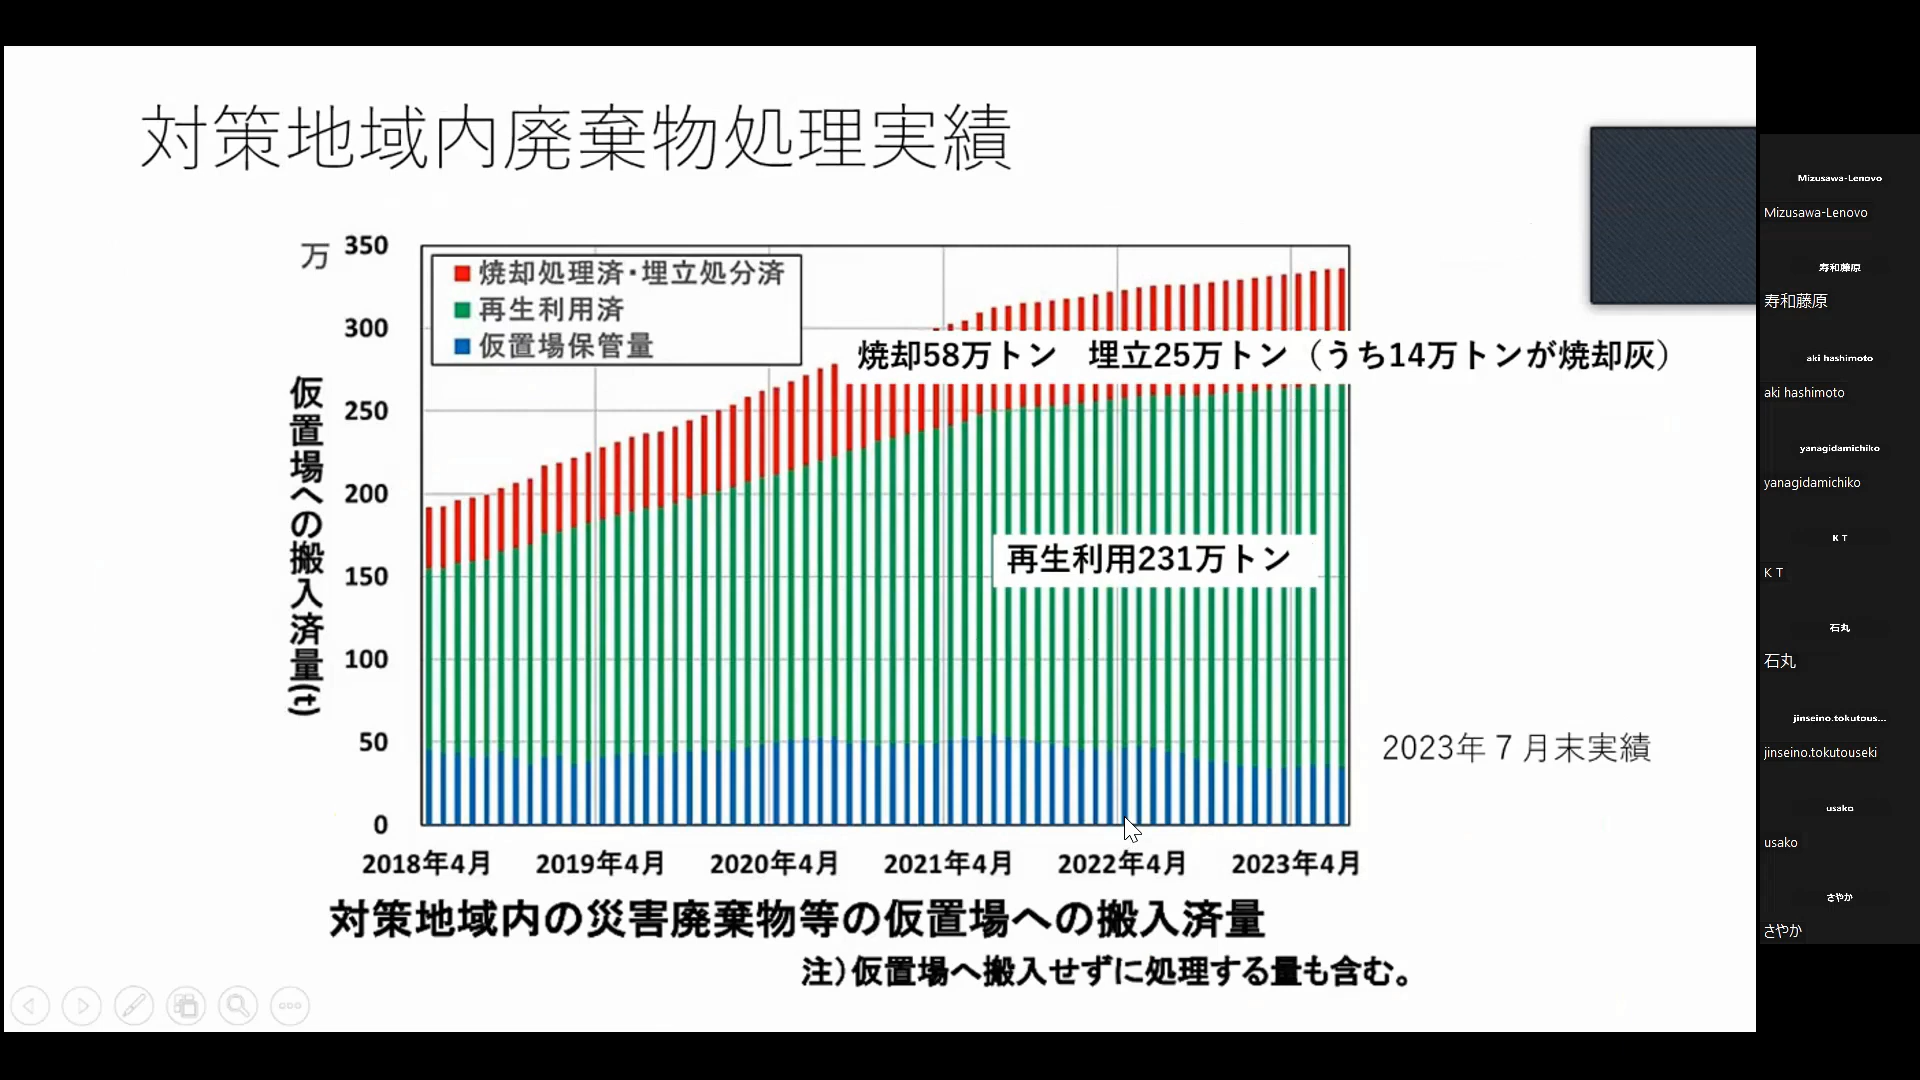 対策地域内廃棄物処理実績
万
350
300
250
200
150
100
50
0
仮置場への搬入済量(t)
焼却処理済・埋立処分済
再生利用済
仮置場保管量
焼却58万トン 埋立25万トン（うち14万トンが焼却灰）
再生利用231万トン
2023年７月末実績
2018年4月 2019年4月 2020年4月 2021年4月 2022年4月 2023年4月
対策地域内の災害廃棄物等の仮置場への搬入済量
注）仮置場へ搬入せずに処理する量も含む。
Mizusawa-Lenovo
Mizusawa-Lenovo
寿和藤原
寿和藤原
aki hashimoto
aki hashimoto
yanagidamichiko
yanagidamichiko
K T
K T
石丸
石丸
jinseino.tokutous...
jinseino.tokutouseki
usako
usako
さやか
さやか